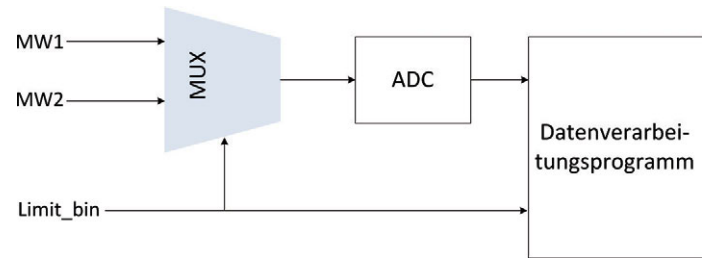 MW1
MW2
MUX
ADC
Datenverarbei-
tungsprogramm
Limit_bin